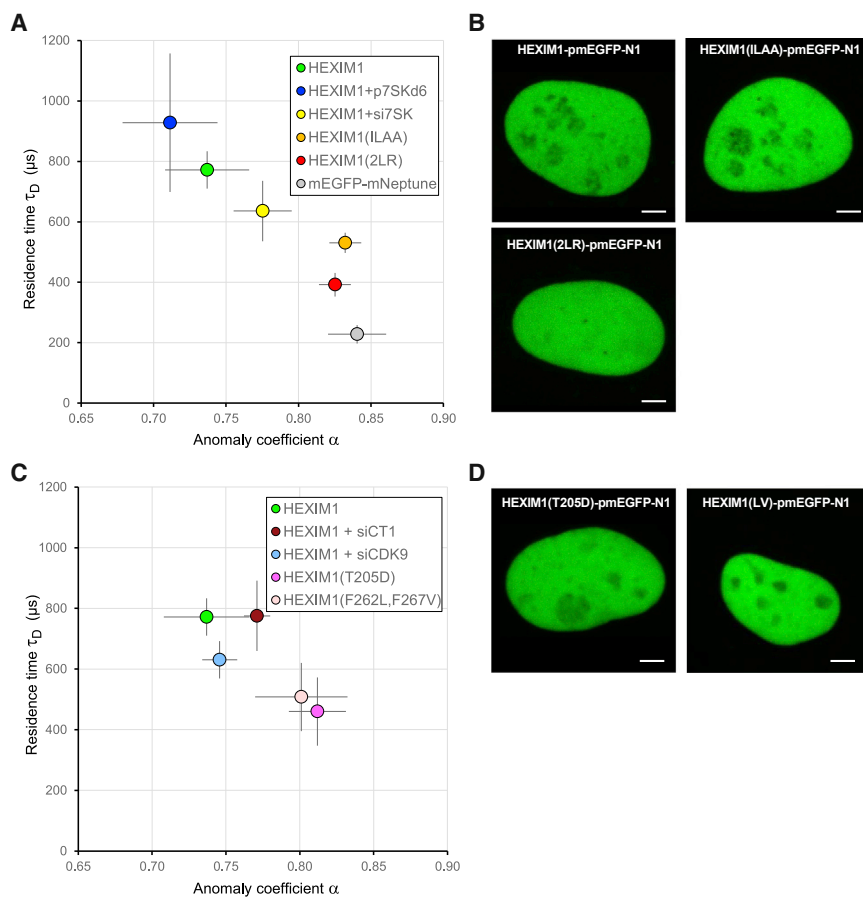 A
1200
1000
800
600
400
200
0
0.65 0.70 0.75 0.80 0.85 0.90
Residence time τD (µs)
Anomaly coefficient α
HEXIM1
HEXIM1+p7SKd6
HEXIM1+si7SK
HEXIM1(ILAA)
HEXIM1(2LR)
mEGFP-mNeptune
B
HEXIM1-pmEGFP-N1
HEXIM1(ILAA)-pmEGFP-N1
HEXIM1(2LR)-pmEGFP-N1
C
1200
1000
800
600
400
200
0
0.65 0.70 0.75 0.80 0.85 0.90
Residence time τD (µs)
Anomaly coefficient α
HEXIM1
HEXIM1 + siCT1
HEXIM1 + siCDK9
HEXIM1(T205D)
HEXIM1(F262L,F267V)
D
HEXIM1(T205D)-pmEGFP-N1
HEXIM1(LV)-pmEGFP-N1